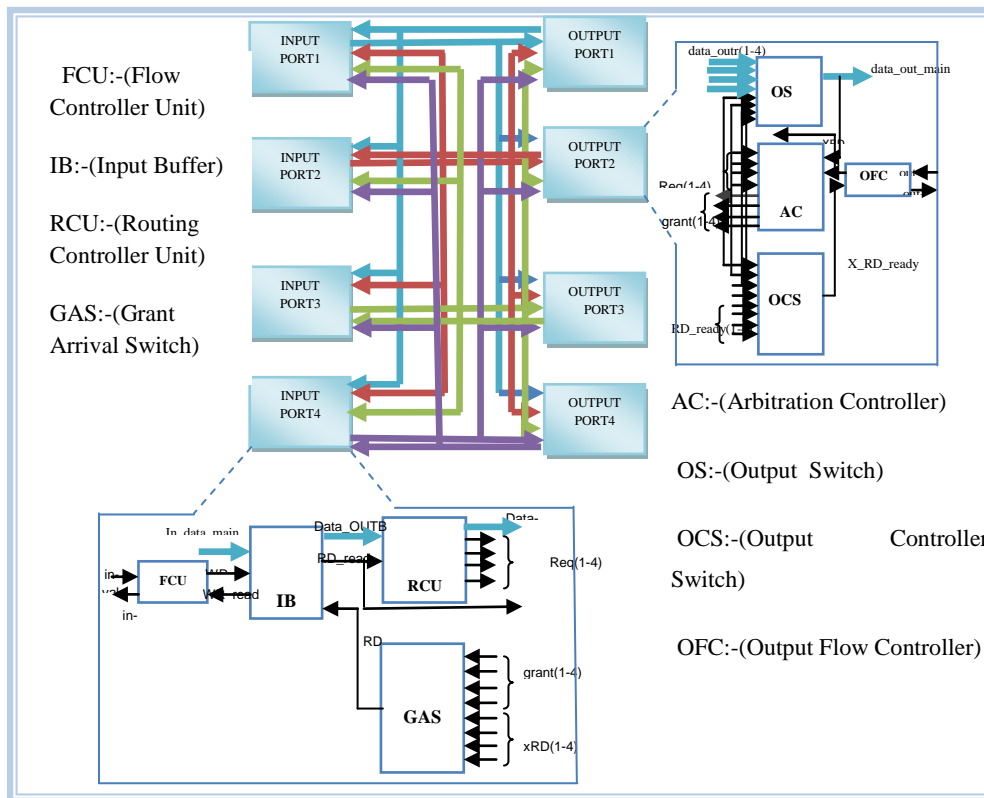 FCU:-(Flow
Controller Unit)
IB:-(Input Buffer)
RCU:-(Routing
Controller Unit)
GAS:-(Grant
Arrival Switch)
INPUT
PORT1
INPUT
PORT2
INPUT
PORT3
INPUT
PORT4
OUTPUT
PORT1
OUTPUT
PORT2
OUTPUT
PORT3
OUTPUT
PORT4
data_outr(1-4)
data_out_main
OS
OFC
Req(1-4)
AC
grant(1-4)
X_RD_ready
OCS
RD_ready(1-
AC:-(Arbitration Controller)
OS:-(Output Switch)
OCS:-(Output Controller
Switch)
OFC:-(Output Flow Controller)
In_data_main
Data_OUTB
Data-
RD_read
in-
FCU
in-
IB
RCU
Req(1-4)
RD
grant(1-4)
GAS
xRD(1-4)